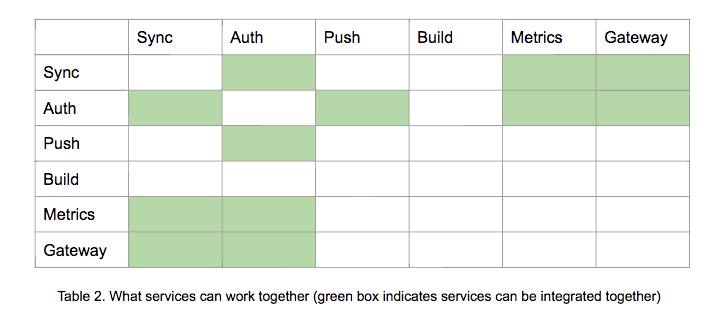 Sync Auth Push Build Metrics Gateway
Sync
Auth
Push
Build
Metrics
Gateway
Table 2. What services can work together (green box indicates services can be integrated together)